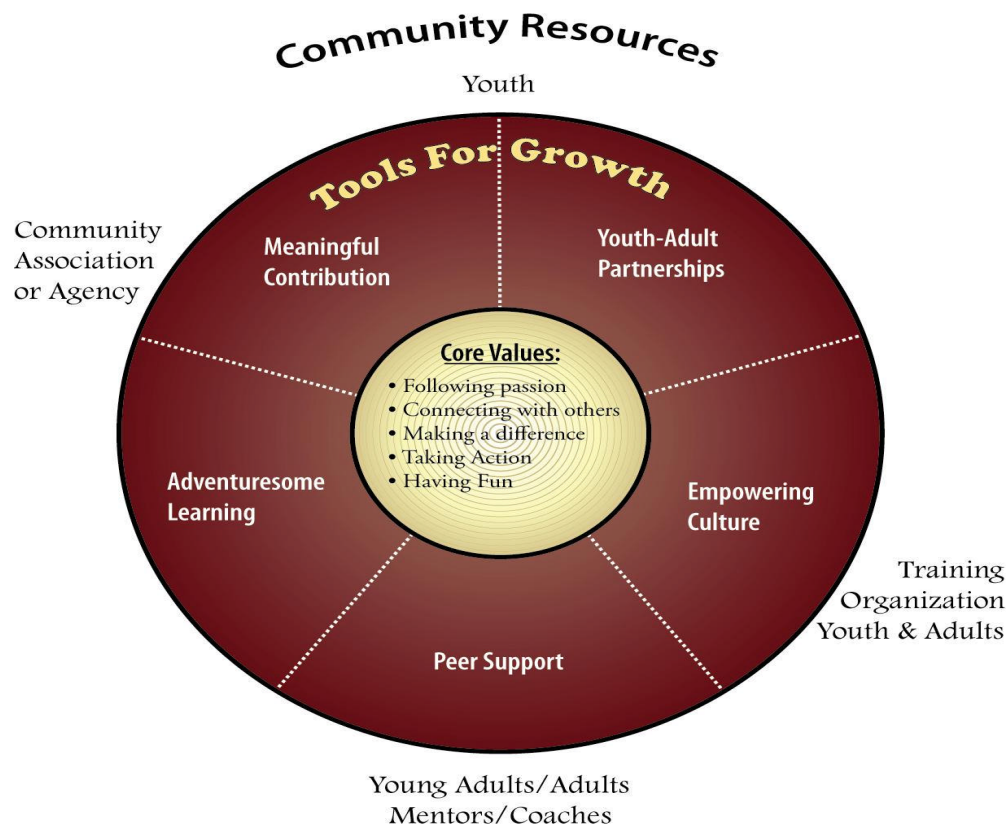 Community Resources
Youth
Tools For Growth
Community
Association
or Agency
Meaningful
Contribution
Youth-Adult
Partnerships
Core Values:
• Following passion
• Connecting with others
• Making a difference
• Taking Action
• Having Fun
Adventuresome
Learning
Empowering
Culture
Training
Organization
Youth & Adults
Peer Support
Young Adults/Adults
Mentors/Coaches